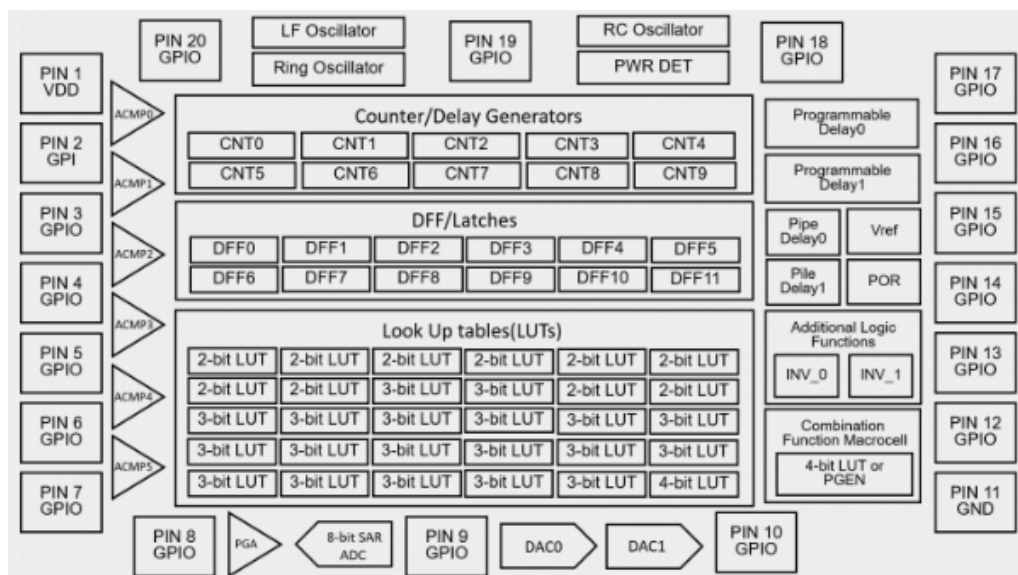 PIN 20
GPIO
LF Oscillator
Ring Oscillator
PIN 19
GPIO
RC Oscillator
PWR DET
PIN 18
GPIO
PIN 1
VDD
PIN 2
GPI
PIN 3
GPIO
PIN 4
GPIO
PIN 5
GPIO
PIN 6
GPIO
PIN 7
GPIO
ACMP0
ACMP1
ACMP2
ACMP3
ACMP4
ACMP5
Counter/Delay Generators
CNT0 CNT1 CNT2 CNT3 CNT4
CNT5 CNT6 CNT7 CNT8 CNT9
DFF/Latches
DFF0 DFF1 DFF2 DFF3 DFF4 DFF5
DFF6 DFF7 DFF8 DFF9 DFF10 DFF11
Look Up tables(LUTs)
2-bit LUT 2-bit LUT 2-bit LUT 2-bit LUT 2-bit LUT 2-bit LUT
2-bit LUT 2-bit LUT 3-bit LUT 3-bit LUT 2-bit LUT 2-bit LUT
3-bit LUT 3-bit LUT 3-bit LUT 3-bit LUT 3-bit LUT 3-bit LUT
3-bit LUT 3-bit LUT 3-bit LUT 3-bit LUT 3-bit LUT 3-bit LUT
3-bit LUT 3-bit LUT 3-bit LUT 3-bit LUT 3-bit LUT 4-bit LUT
Programmable
Delay0
Programmable
Delay1
Pipe
Delay0
Vref
Pile
Delay1
POR
Additional Logic
Functions
INV_0 INV_1
Combination
Function Macrocell
4-bit LUT or
PGEN
PIN 17
GPIO
PIN 16
GPIO
PIN 15
GPIO
PIN 14
GPIO
PIN 13
GPIO
PIN 12
GPIO
PIN 11
GND
PIN 8
GPIO
PGA
8-bit SAR
ADC
PIN 9
GPIO
DAC0
DAC1
PIN 10
GPIO